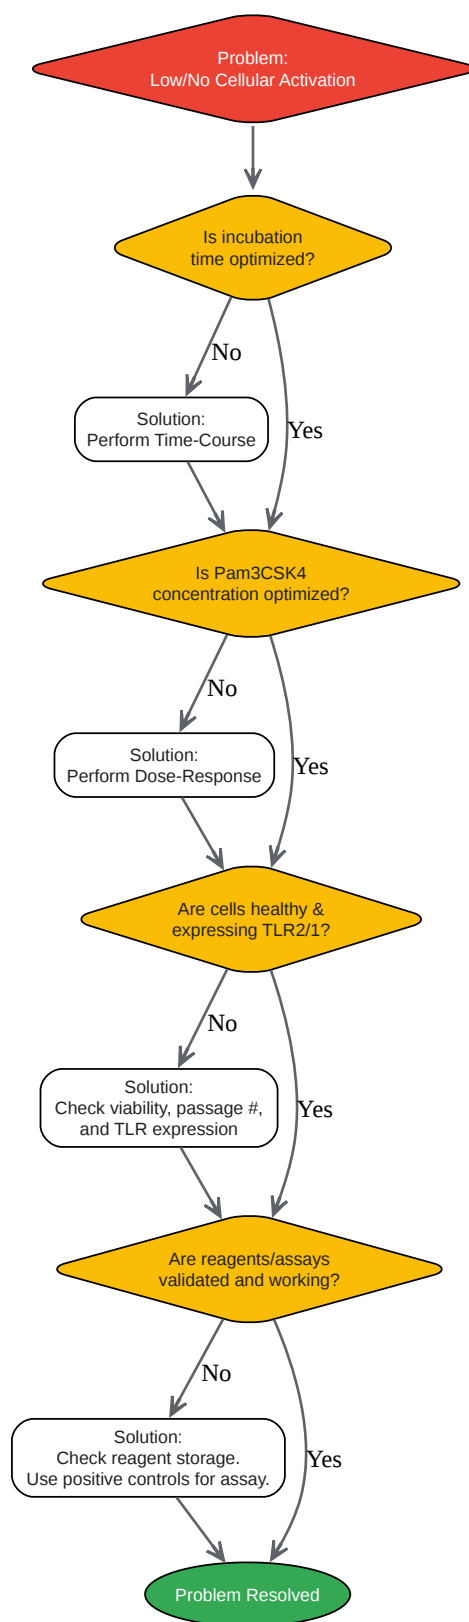 Problem:
Low/No Cellular Activation
Is incubation
time optimized?
No
Solution:
Perform Time-Course
Yes
Is Pam3CSK4
concentration optimized?
No
Solution:
Perform Dose-Response
Yes
Are cells healthy &
expressing TLR2/1?
No
Solution:
Check viability, passage #,
and TLR expression
Yes
Are reagents/assays
validated and working?
No
Solution:
Check reagent storage.
Use positive controls for assay.
Yes
Problem Resolved